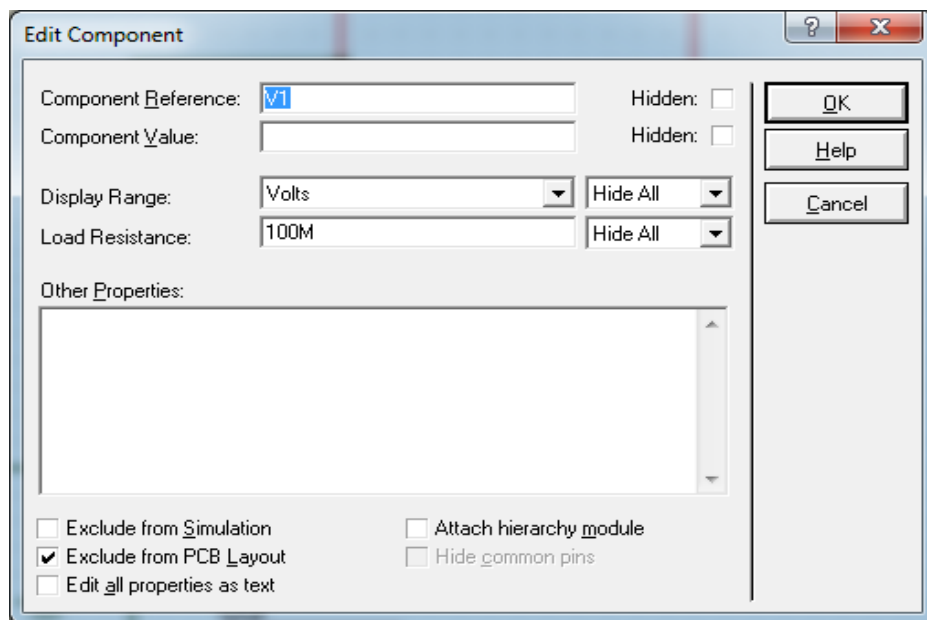 Edit Component
Component Reference: V1 Hidden:
Component Value: Hidden:
Display Range: Volts Hide All
Load Resistance: 100M Hide All
Other Properties:
Exclude from Simulation Attach hierarchy module
Exclude from PCB Layout Hide common pins
Edit all properties as text
OK
Help
Cancel